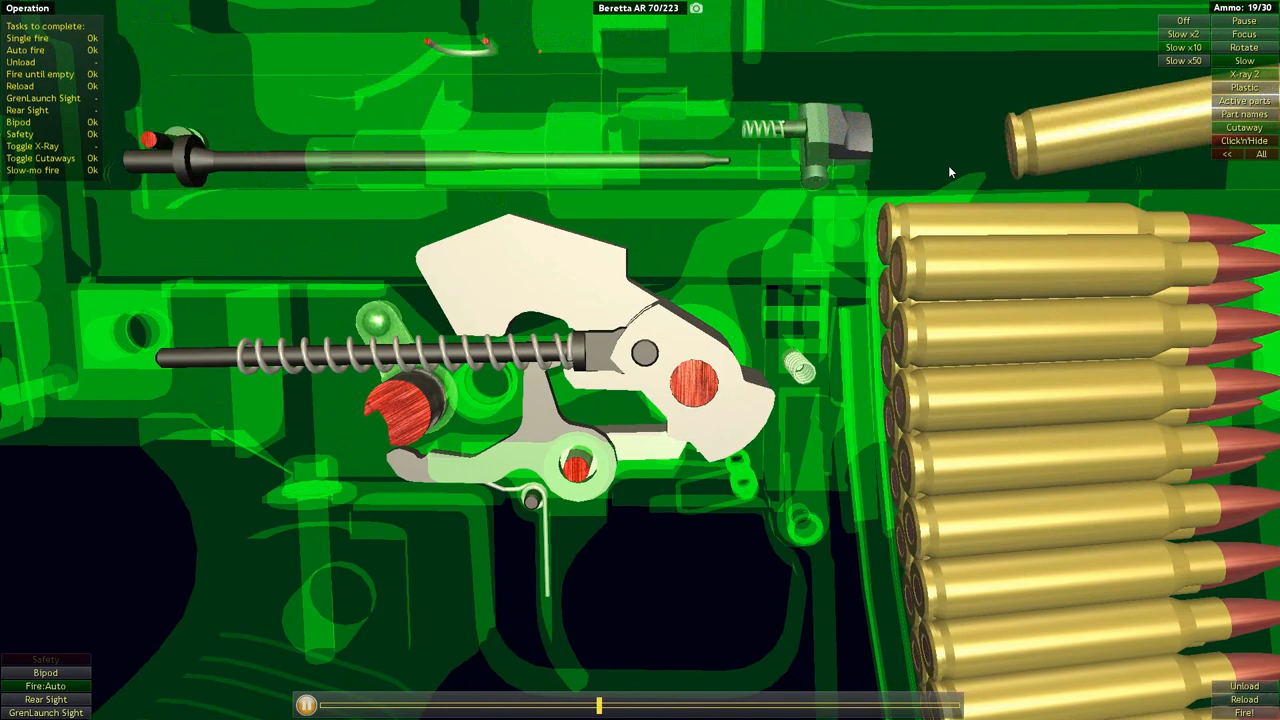 Operation
Beretta AR 70/223
Ammo: 19/30
Tasks to complete:
Single fire Ok
Auto fire Ok
Unload -
Fire until empty Ok
Reload Ok
GrenLaunch Sight -
Rear Sight -
Bipod Ok
Safety Ok
Toggle X-Ray -
Toggle Cutaways Ok
Slow-mo fire Ok
Off
Slow x2
Slow x10
Slow x50
Pause
Focus
Rotate
Slow
X-ray 2
Plastic
Active parts
Part names
Cutaway
Click'n'Hide
<< All
Safety
Bipod
Fire:Auto
Rear Sight
GrenLaunch Sight
Unload
Reload
Fire!